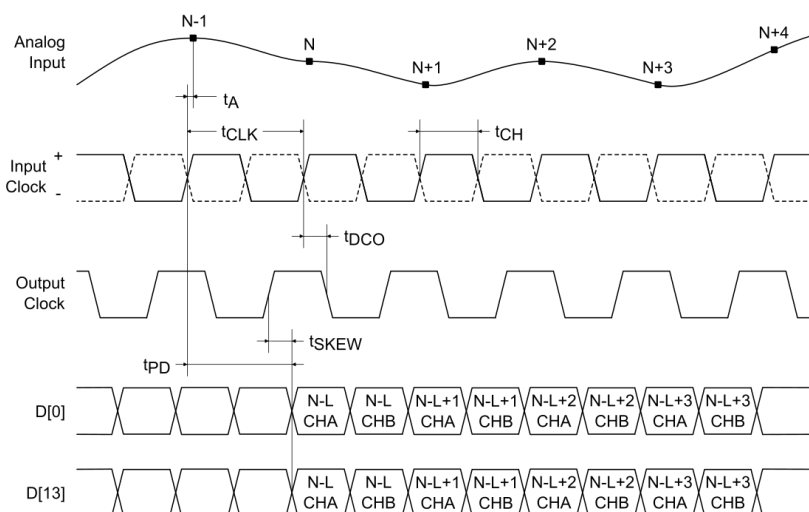 N-1
N
N+1
N+2
N+3
N+4
Analog
Input
tA
tCLK
tCH
Input
Clock
+
-
tDCO
Output
Clock
tSKEW
tPD
D[0]
N-L N-L N-L+1 N-L+1 N-L+2 N-L+2 N-L+3 N-L+3
CHA CHB CHA CHB CHA CHB CHA CHB
D[13]
N-L N-L N-L+1 N-L+1 N-L+2 N-L+2 N-L+3 N-L+3
CHA CHB CHA CHB CHA CHB CHA CHB